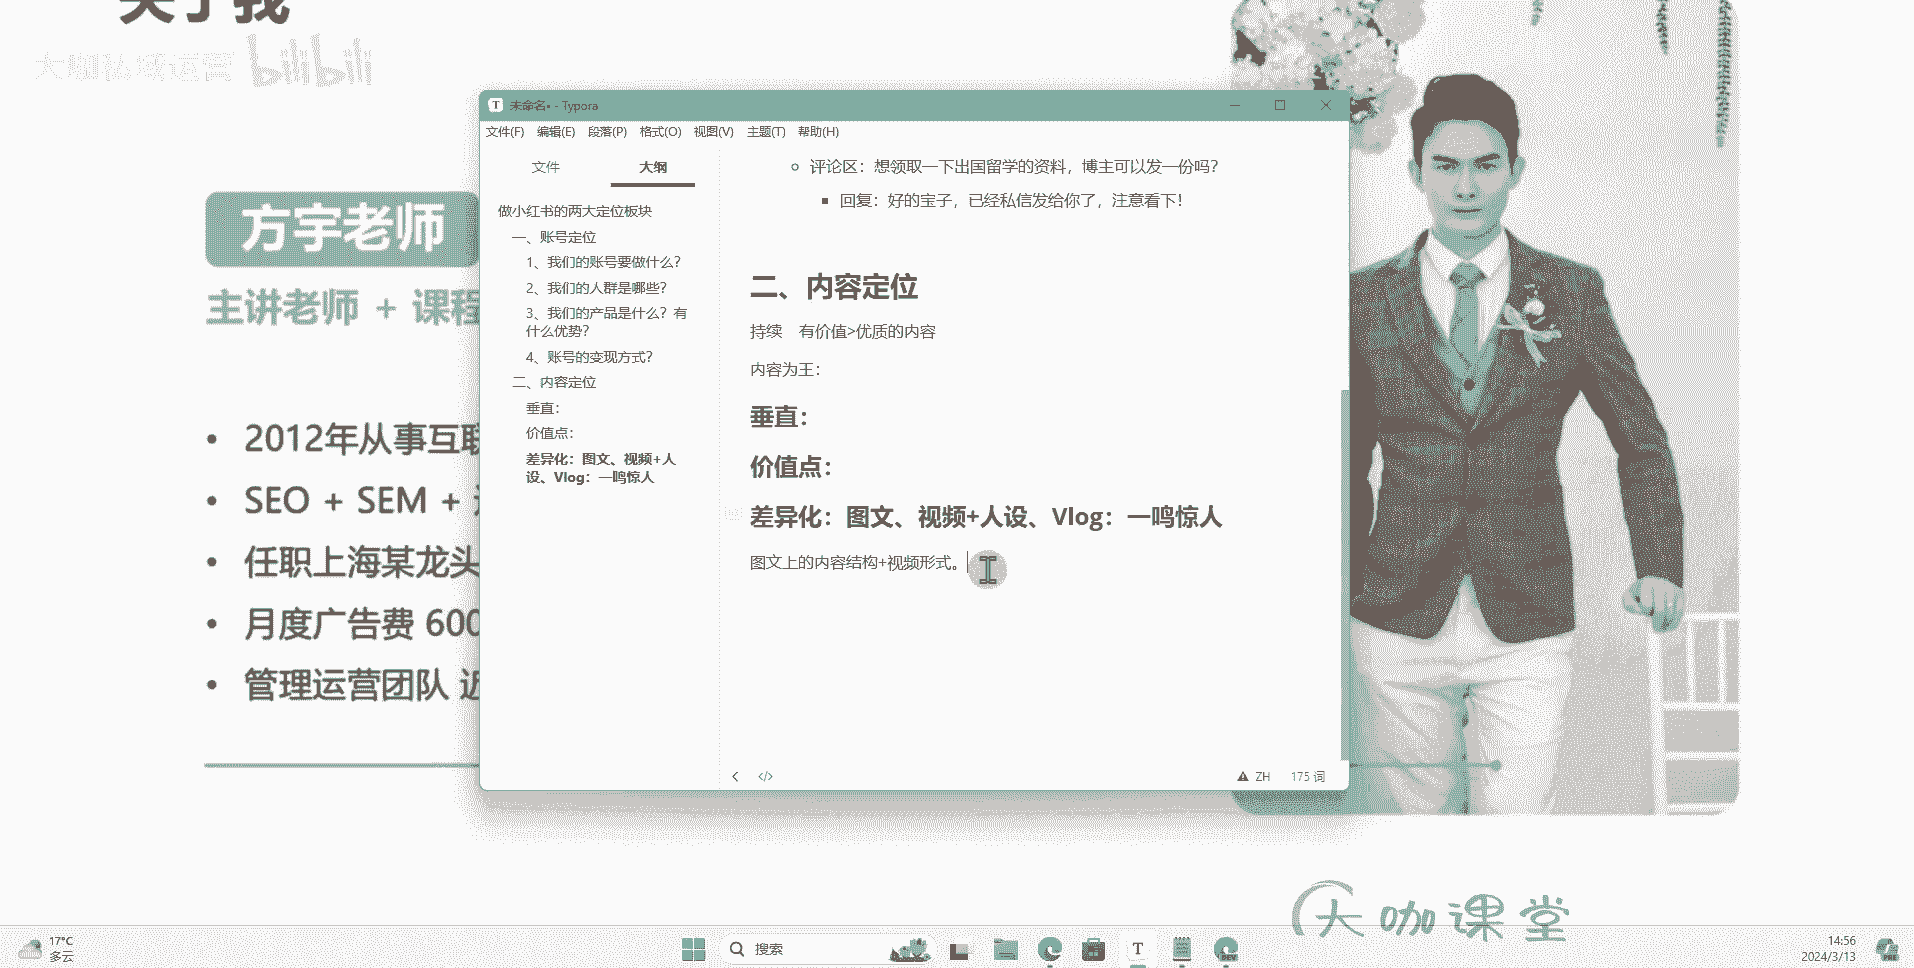 关于我
大咖私域运营 bilibili
方宇老师
主讲老师 + 课程
2012年从事互联
SEO + SEM +
任职上海某龙头
月度广告费 600
管理运营团队 近
未命名• - Typora
文件(F) 编辑(E) 段落(P) 格式(O) 视图(V) 主题(T) 帮助(H)
文件 大纲
做小红书的两大定位板块
一、账号定位
1、我们的账号要做什么?
2、我们的人群是哪些?
3、我们的产品是什么？有
什么优势?
4、账号的变现方式?
二、内容定位
垂直：
价值点：
差异化：图文、视频+人
设、Vlog：一鸣惊人
评论区：想领取一下出国留学的资料，博主可以发一份吗?
回复：好的宝子，已经私信发给你了，注意看下!
二、内容定位
持续 有价值>优质的内容
内容为王：
垂直：
价值点：
差异化：图文、视频+人设、Vlog：一鸣惊人
图文上的内容结构+视频形式。
ZH 175 词
大咖课堂
17°C
多云
搜索
14:56
2024/3/13